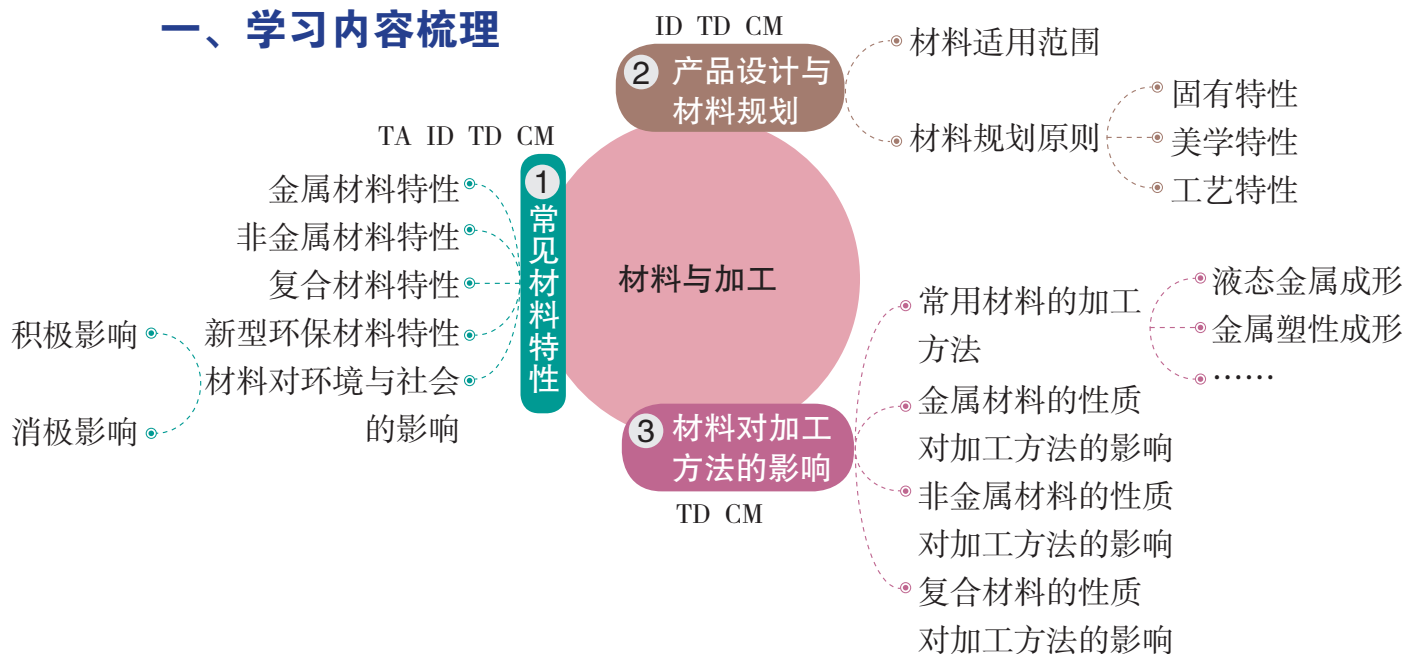 一、学习内容梳理
TA ID TD CM
① 常见材料特性
金属材料特性
非金属材料特性
复合材料特性
新型环保材料特性
材料对环境与社会
的影响
积极影响
消极影响
材料与加工
ID TD CM
② 产品设计与
材料规划
材料适用范围
材料规划原则
固有特性
美学特性
工艺特性
③ 材料对加工
方法的影响
TD CM
常用材料的加工
方法
液态金属成形
金属塑性成形
……
金属材料的性质
对加工方法的影响
非金属材料的性质
对加工方法的影响
复合材料的性质
对加工方法的影响